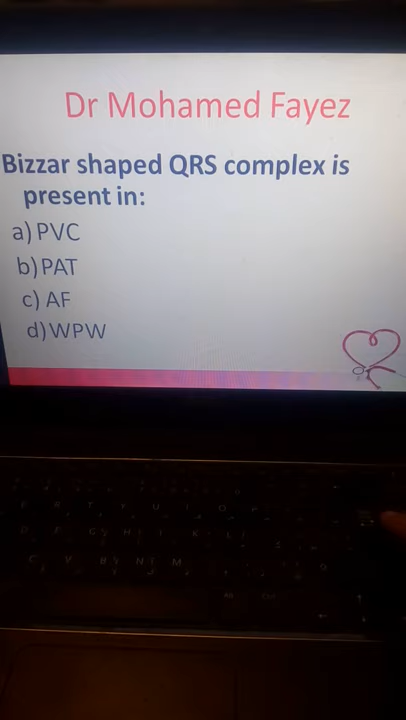 Dr Mohamed Fayez
Bizzar shaped QRS complex is
present in:
a) PVC
b) PAT
c) AF
d) WPW